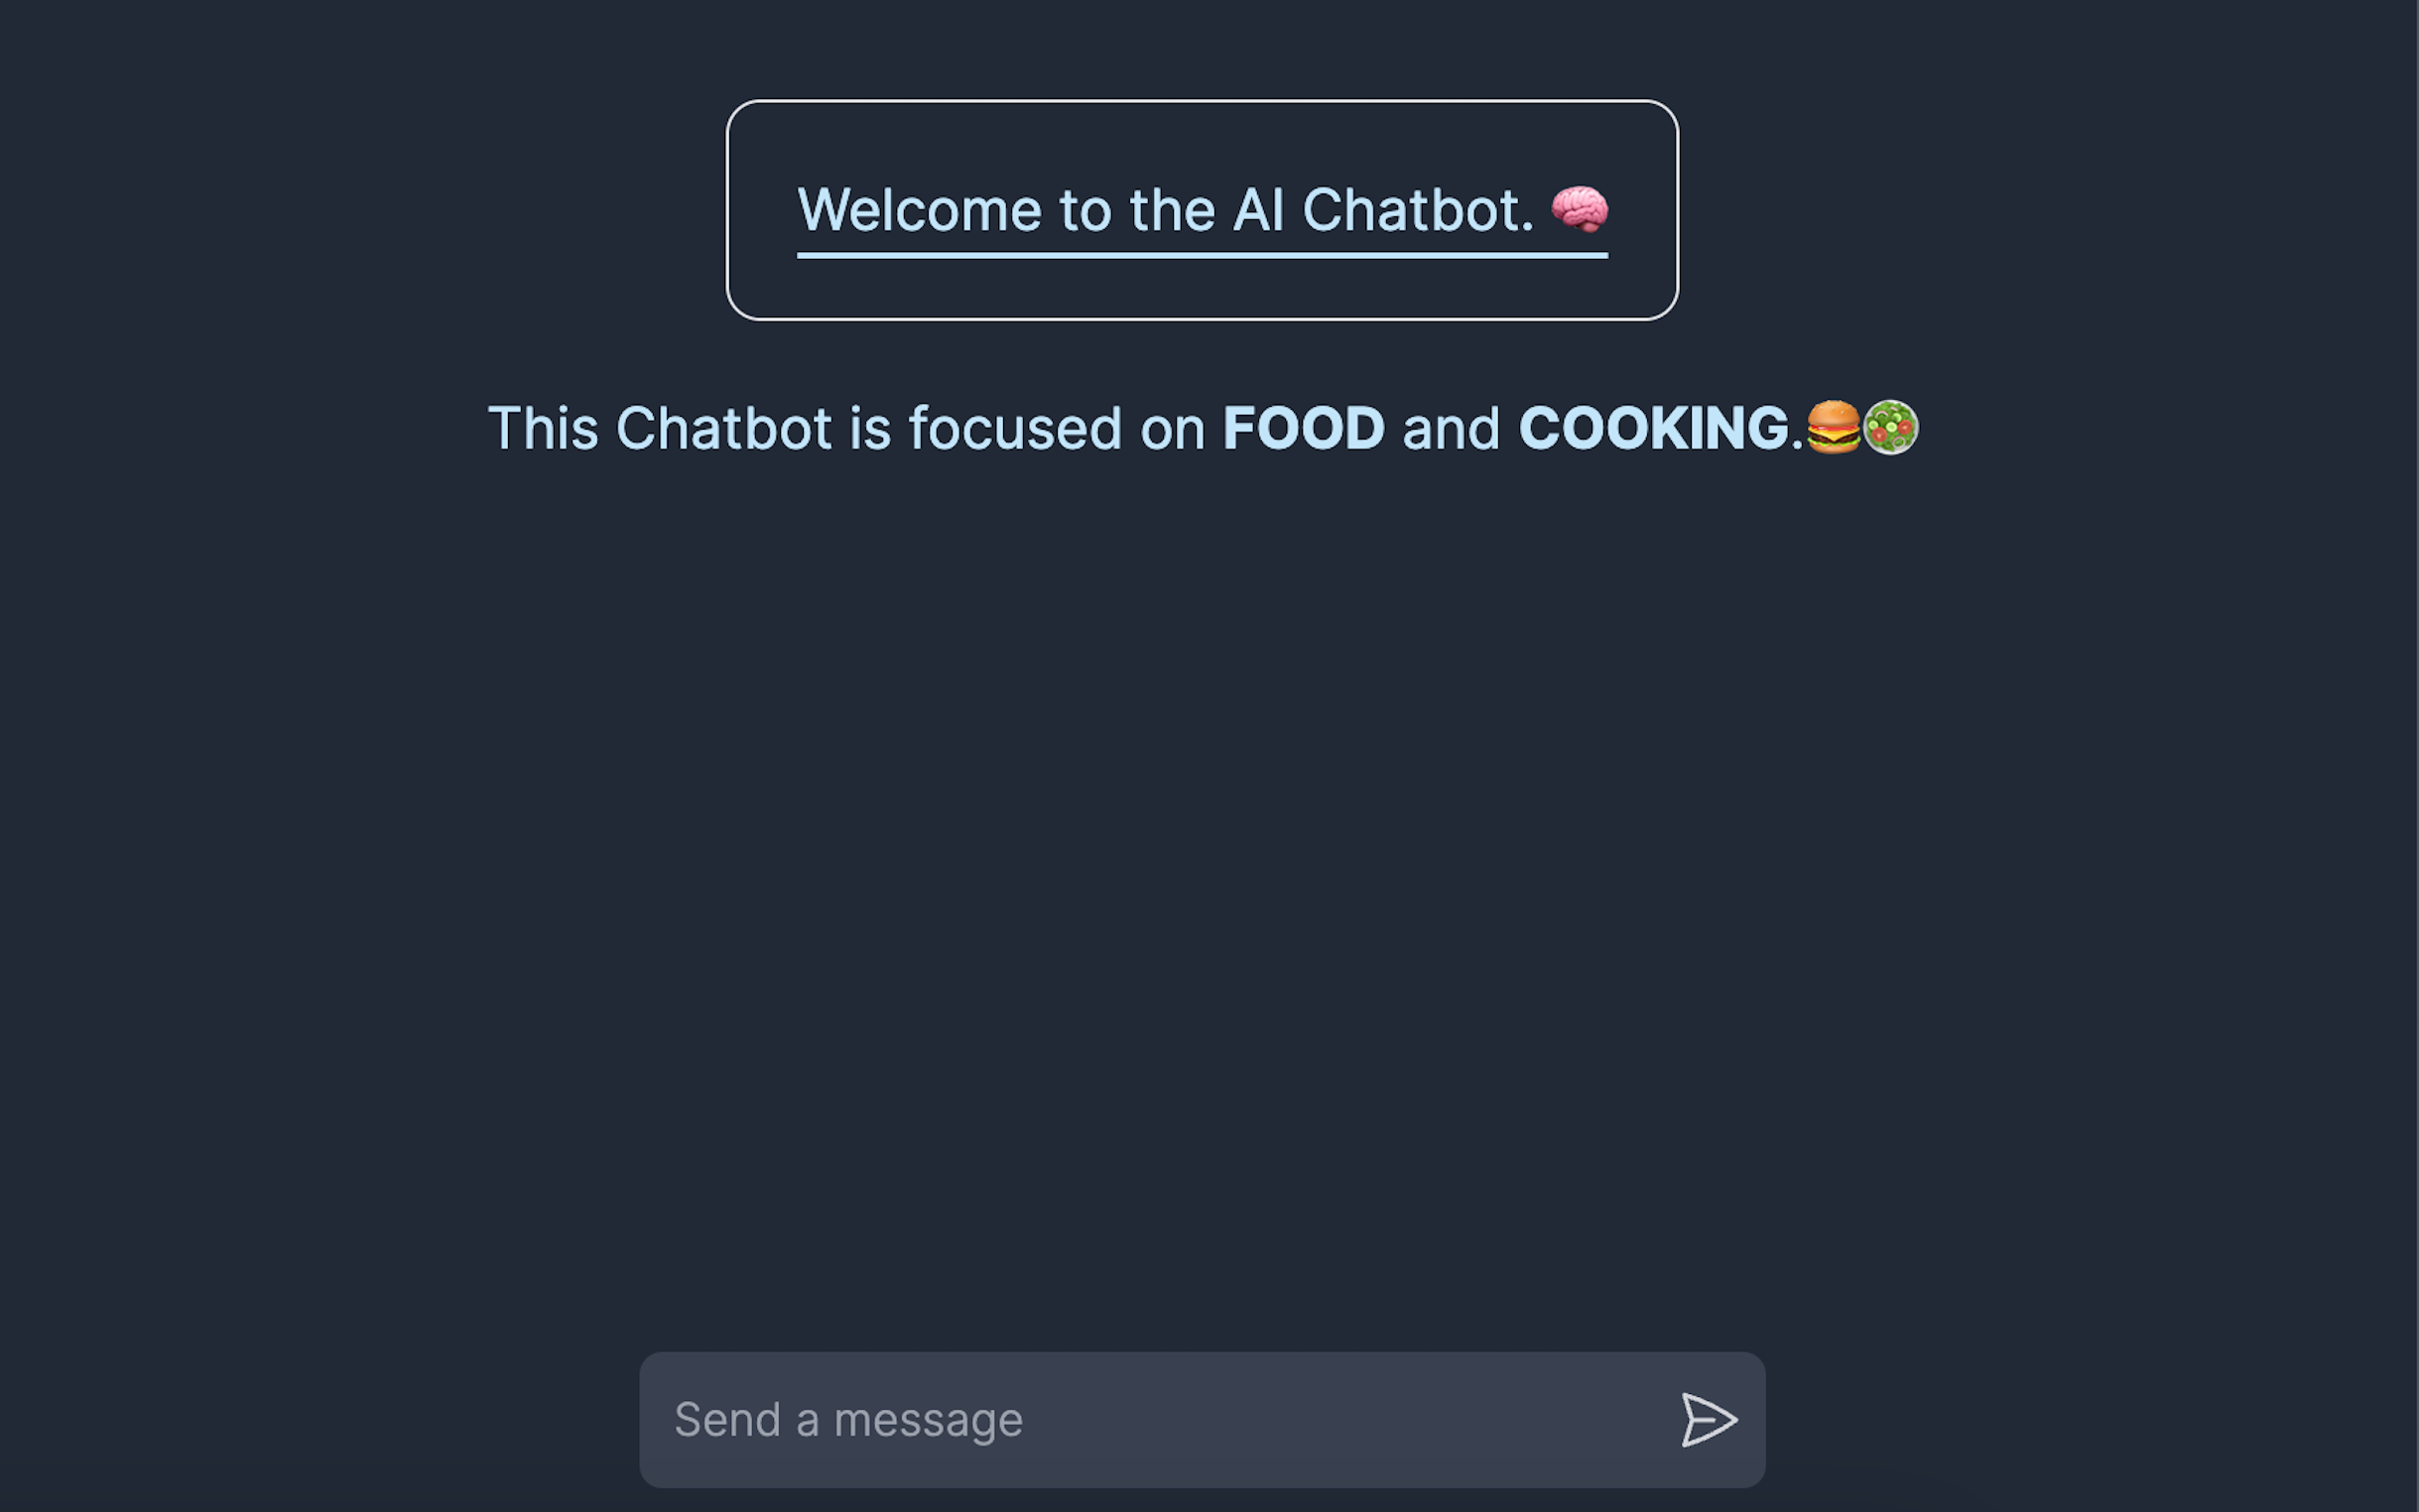 Welcome to the AI Chatbot. 🧠
This Chatbot is focused on FOOD and COOKING.🍔🥗
Send a message